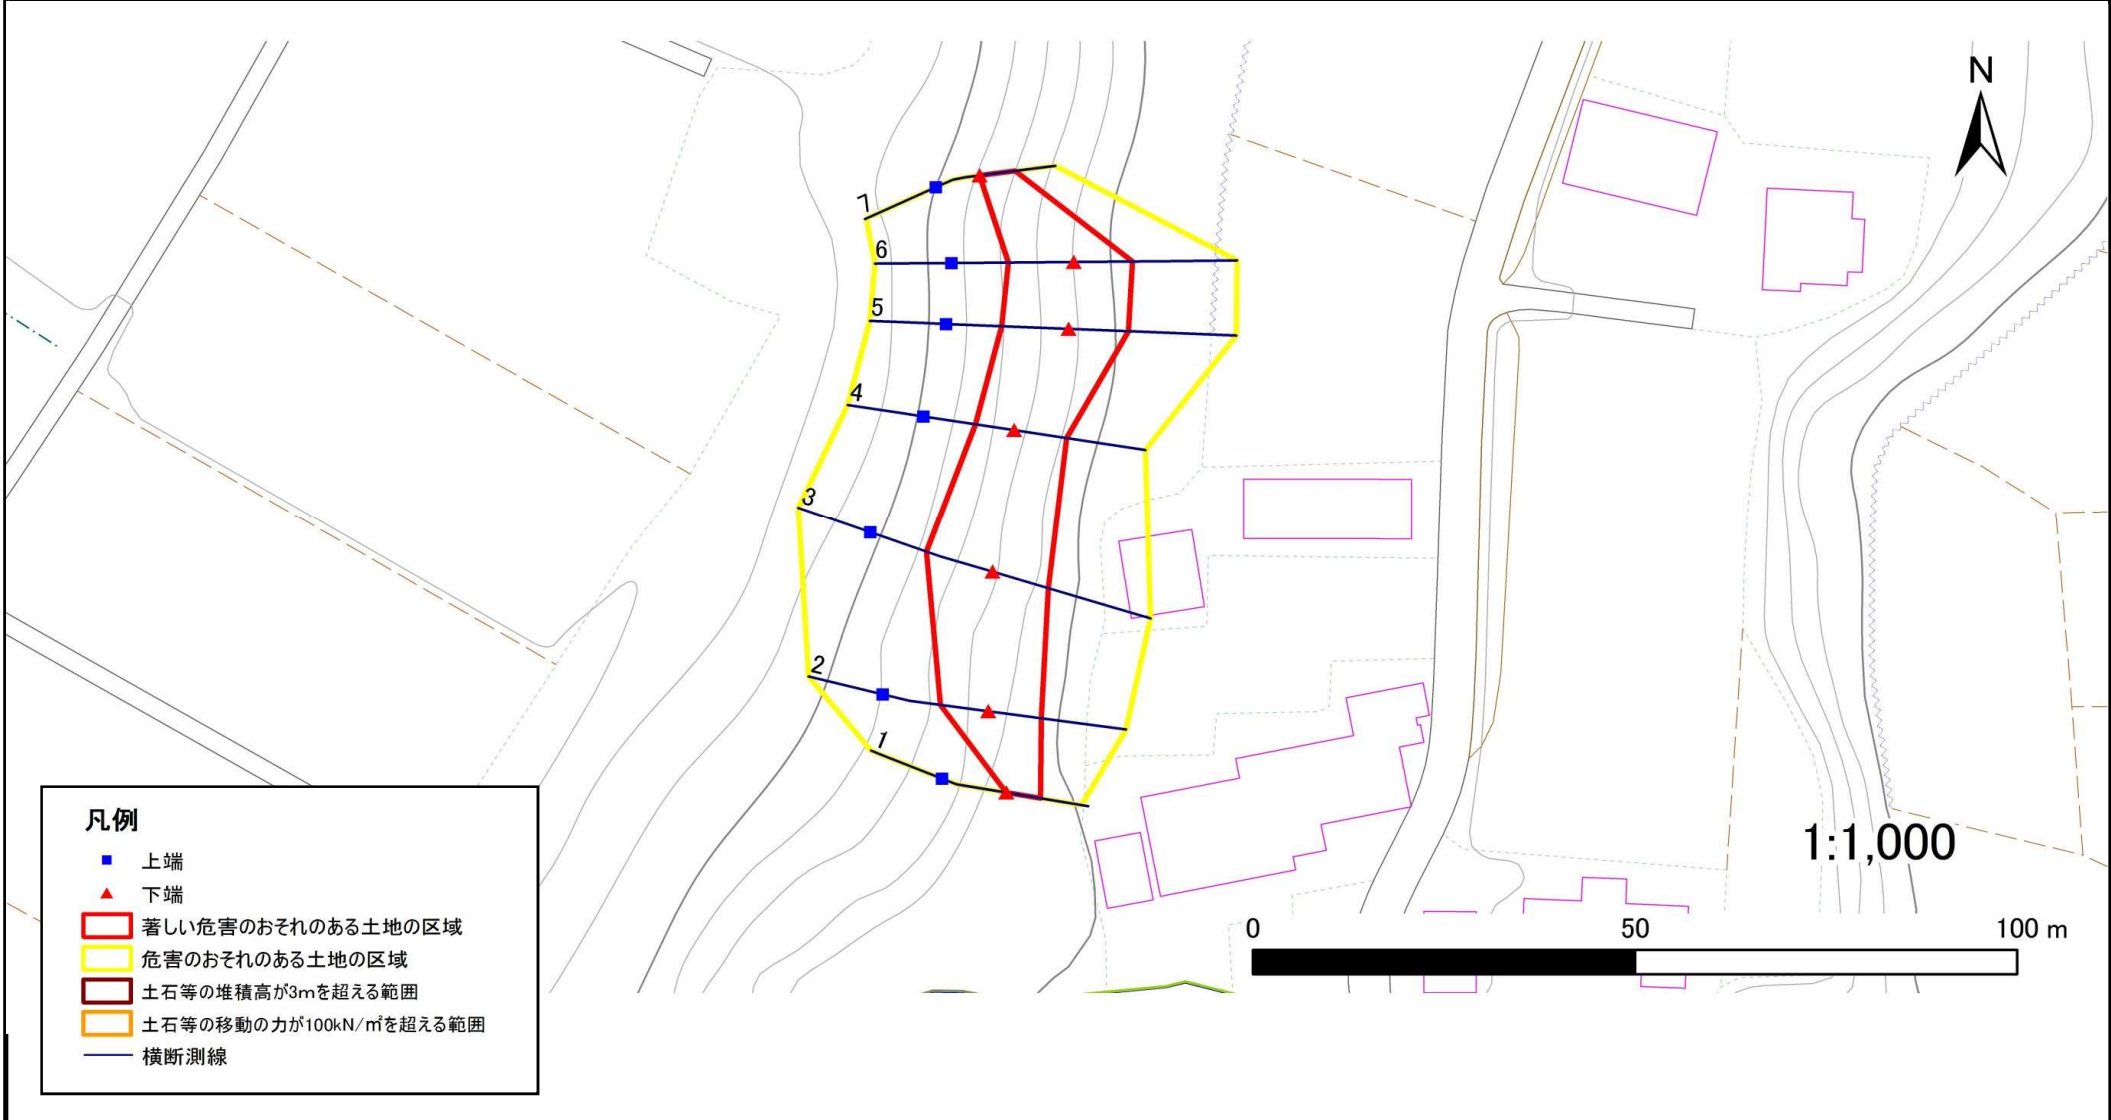 N
7
6
5
4
3
2
1
凡例
上端
下端
著しい危害のおそれのある土地の区域
危害のおそれのある土地の区域
土石等の堆積高が3mを超える範囲
土石等の移動の力が100kN/㎡を超える範囲
横断測線
1:1,000
0 50 100 m